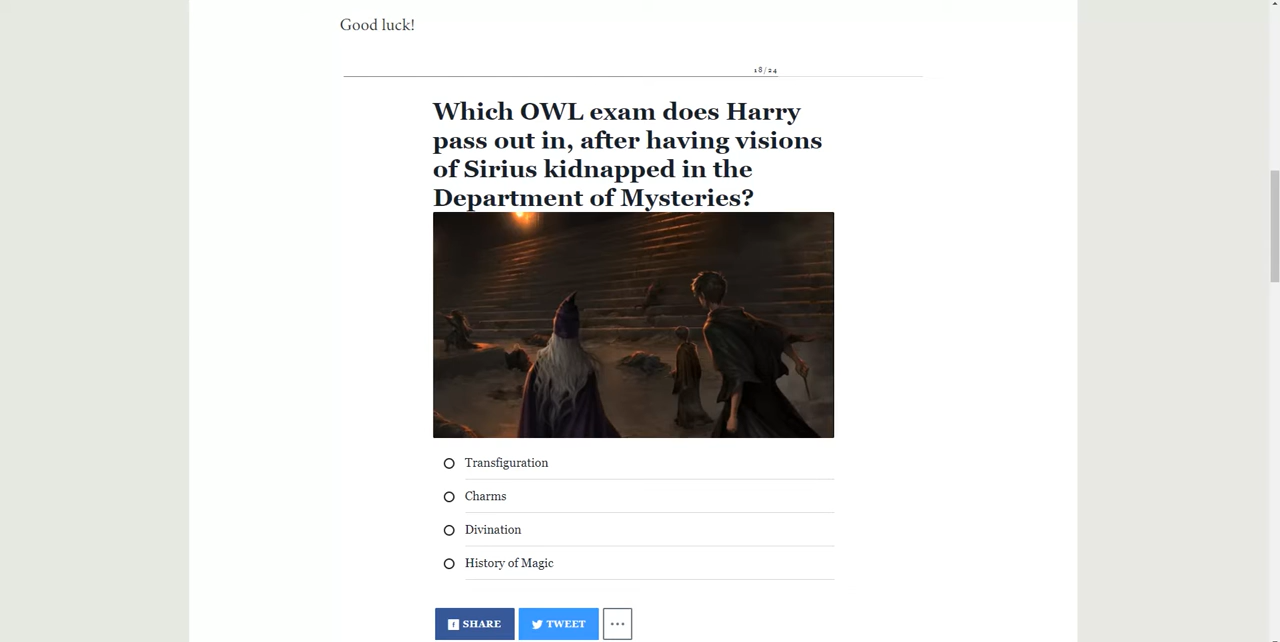 Good luck!
18/24
Which OWL exam does Harry
pass out in, after having visions
of Sirius kidnapped in the
Department of Mysteries?
Transfiguration
Charms
Divination
History of Magic
SHARE
TWEET